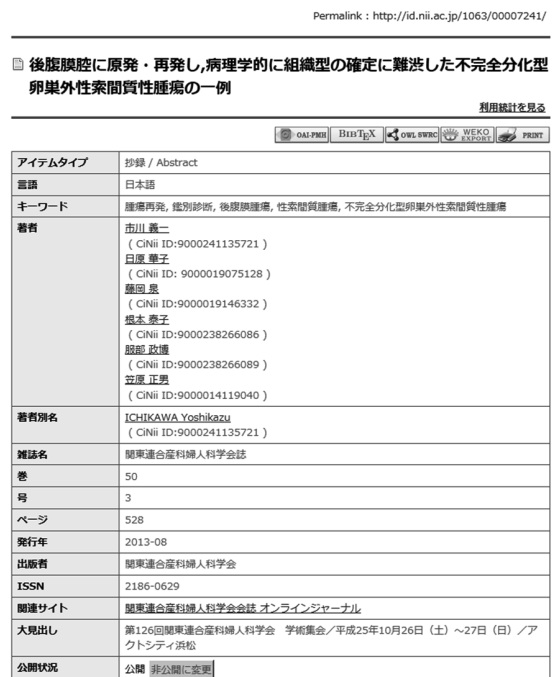 Permalink : http://id.nii.ac.jp/1063/00007241/
後腹膜腔に原発・再発し,病理学的に組織型の確定に難渋した不完全分化型
卵巣外性索間質性腫瘍の一例
利用統計を見る
OAI-PMH BIBTEX OWL SWRC WEKO EXPORT PRINT
アイテムタイプ 抄録 / Abstract
言語 日本語
キーワード 腫瘍再発, 鑑別診断, 後腹膜腫瘍, 性索間質腫瘍, 不完全分化型卵巣外性索間質性腫瘍
著者 市川 義一
( CiNii ID:9000241135721 )
日原 華子
( CiNii ID: 9000019075128 )
藤岡 泉
( CiNii ID:9000019146332 )
根本 泰子
( CiNii ID:9000238266086 )
服部 政博
( CiNii ID:9000238266089 )
笠原 正男
( CiNii ID:9000014119040 )
著者別名 ICHIKAWA Yoshikazu
( CiNii ID:9000241135721 )
雑誌名 関東連合産科婦人科学会誌
巻 50
号 3
ページ 528
発行年 2013-08
出版者 関東連合産科婦人科学会
ISSN 2186-0629
関連サイト 関東連合産科婦人科学会会誌 オンラインジャーナル
大見出し 第126回関東連合産科婦人科学会 学術集会／平成25年10月26日（土）～27日（日）／ア
クトシティ浜松
公開状況 公開 非公開に変更